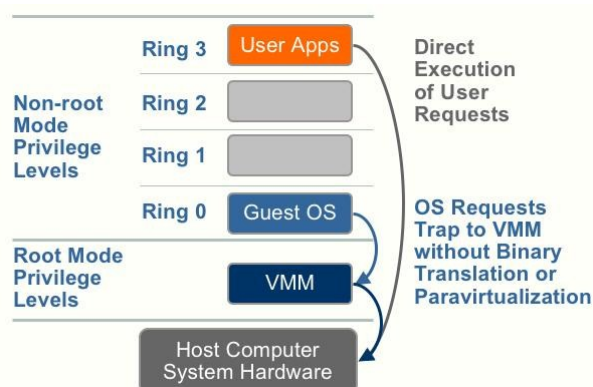 Ring 3
User Apps
Direct
Execution
of User
Requests
Non-root
Mode
Privilege
Levels
Ring 2
Ring 1
Ring 0
Guest OS
OS Requests
Trap to VMM
without Binary
Translation or
Paravirtualization
Root Mode
Privilege
Levels
VMM
Host Computer
System Hardware